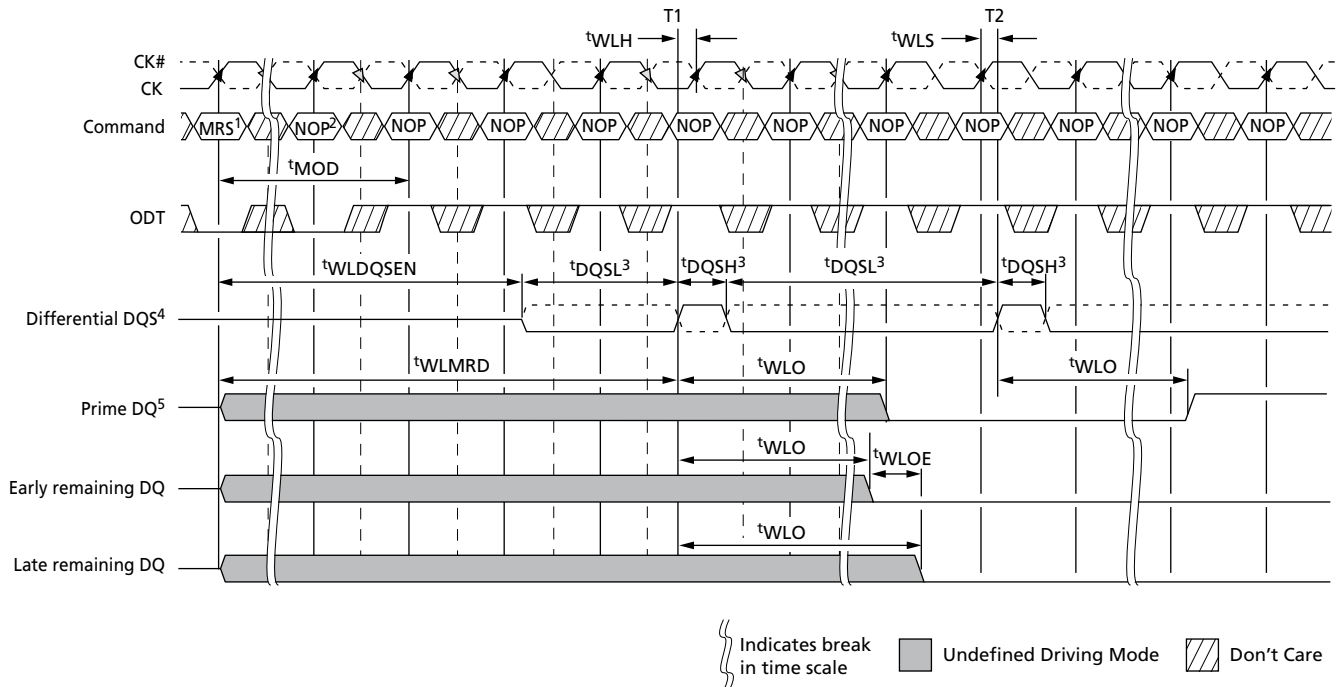 T1 T2
ᵗWLH ᵗWLS
CK#
CK
Command MRS¹ NOP² NOP NOP NOP NOP NOP NOP NOP NOP NOP NOP
ᵗMOD
ODT
ᵗWLDQSEN ᵗDQSL³ ᵗDQSH³ ᵗDQSL³ ᵗDQSH³
Differential DQS⁴
ᵗWLMRD ᵗWLO ᵗWLO
Prime DQ⁵
ᵗWLO ᵗWLOE
Early remaining DQ
ᵗWLO
Late remaining DQ
Indicates break
in time scale
Undefined Driving Mode
Don't Care